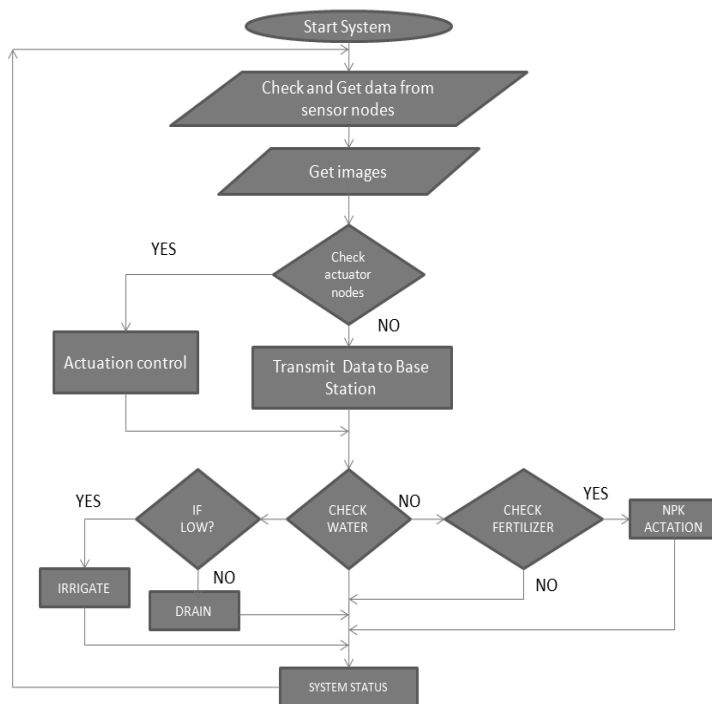 Start System
Check and Get data from
sensor nodes
Get images
Check
actuator
nodes
YES
NO
Actuation control
Transmit Data to Base
Station
YES
IF
LOW?
CHECK
WATER
NO
CHECK
FERTILIZER
YES
NPK
ACTATION
IRRIGATE
NO
DRAIN
NO
SYSTEM STATUS